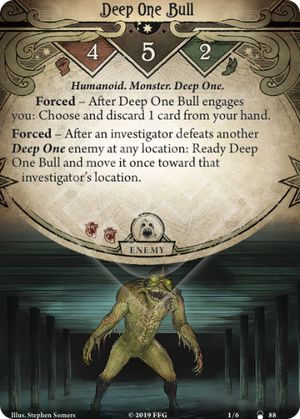 Deep One Bull
4 5 2
Humanoid. Monster. Deep One.
Forced – After Deep One Bull engages
you: Choose and discard 1 card from your hand.
Forced – After an investigator defeats another
Deep One enemy at any location: Ready Deep
One Bull and move it once toward that
investigator's location.
ENEMY
Illus. Stephen Somers
© 2019 FFG
1/6
88